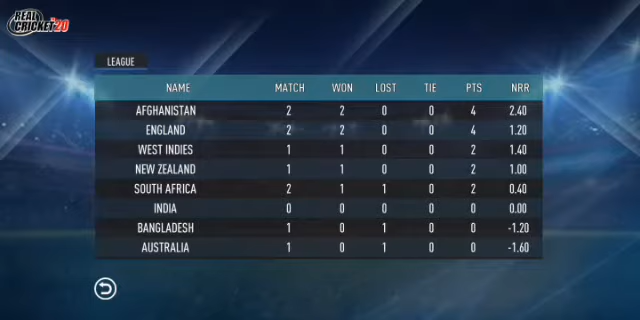 REAL
CRICKET™20
LEAGUE
NAME MATCH WON LOST TIE PTS NRR
AFGHANISTAN 2 2 0 0 4 2.40
ENGLAND 2 2 0 0 4 1.20
WEST INDIES 1 1 0 0 2 1.40
NEW ZEALAND 1 1 0 0 2 1.00
SOUTH AFRICA 2 1 1 0 2 0.40
INDIA 0 0 0 0 0 0.00
BANGLADESH 1 0 1 0 0 -1.20
AUSTRALIA 1 0 1 0 0 -1.60